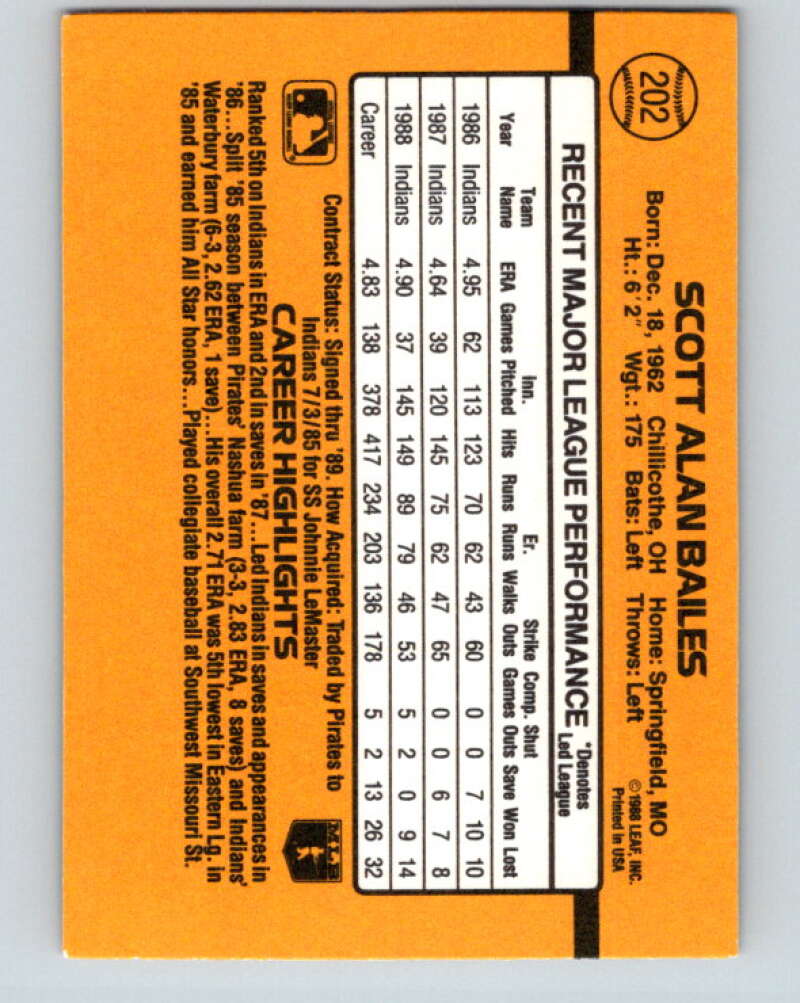 202
SCOTT ALAN BAILES
Born: Dec. 18, 1962 Chillicothe, OH Home: Springfield, MO
Ht.: 6'2" Wgt.: 175 Bats: Left Throws: Left
©1988 LEAF, INC.
Printed in USA
RECENT MAJOR LEAGUE PERFORMANCE *Denotes Led League
Year Team Name ERA Games Inn. Pitched Hits Runs Er. Runs Walks Strike Outs Comp. Games Shut Outs Save Won Lost
1986 Indians 4.95 62 113 123 70 62 43 60 0 0 7 10 10
1987 Indians 4.64 39 120 145 75 62 47 65 0 0 6 7 8
1988 Indians 4.90 37 145 149 89 79 46 53 5 2 0 9 14
Career 4.83 138 378 417 234 203 136 178 5 2 13 26 32
Contract Status: Signed thru '89. How Acquired: Traded by Pirates to
Indians 7/3/85 for SS Johnnie LeMaster
MLB
CAREER HIGHLIGHTS
Ranked 5th on Indians in ERA and 2nd in saves in '87...Led Indians in saves and appearances in
'86...Split '85 season between Pirates' Nashua farm (3-3, 2.83 ERA, 8 saves) and Indians'
Waterbury farm (6-3, 2.62 ERA, 1 save)...His overall 2.71 ERA was 5th lowest in Eastern Lg. in
'85 and earned him All Star honors...Played collegiate baseball at Southwest Missouri St.